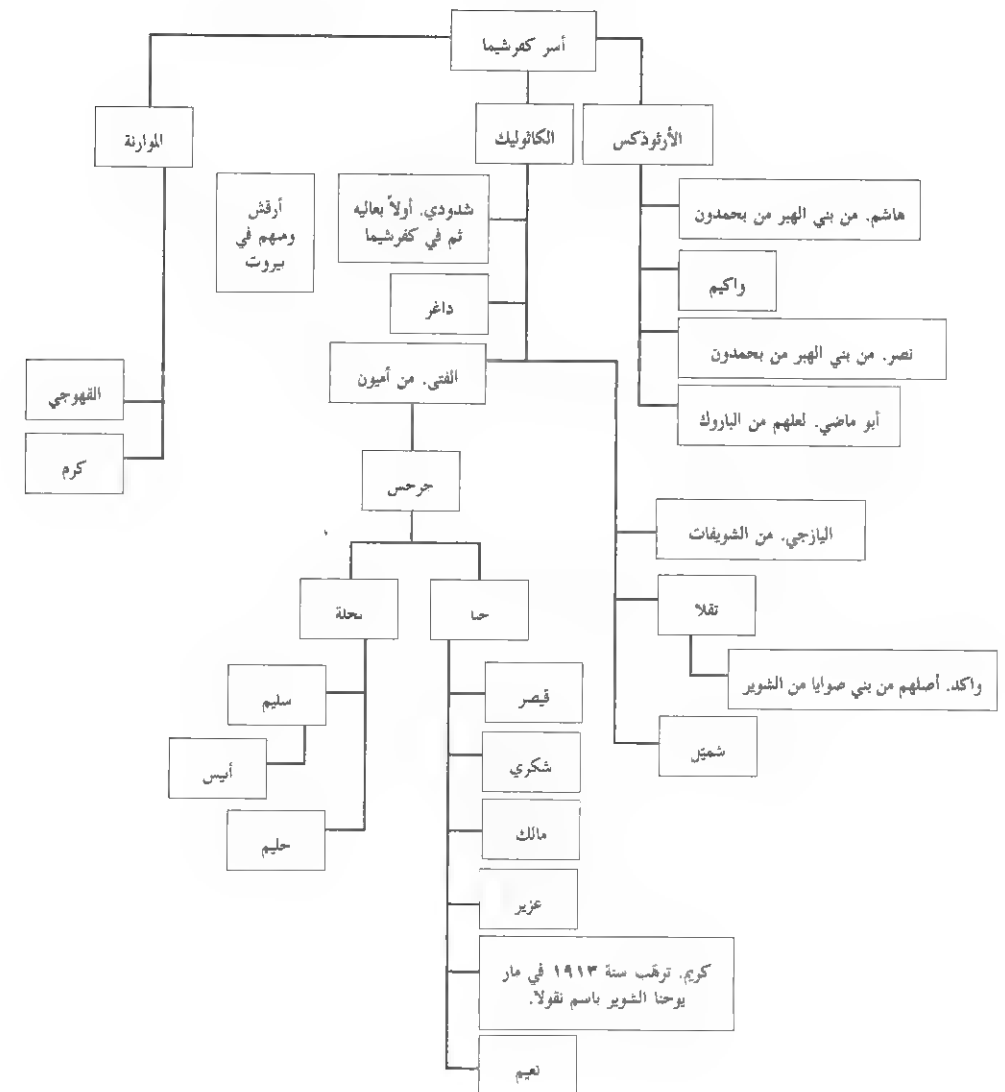 أسر كفرشيما
الأرثوذكس
الكاثوليك
الموارنة
هاشم. من بني الهبر من بحمدون
واكيم
نصر. من بني الهبر من بحمدون
أبو ماضي. لعلهم من الباروك
شدودي. أولاً بعاليه
ثم في كفرشيما
داغر
الفتى. من أميون
أرقش
ومنهم في
بيروت
القهوجي
كرم
جرجس
حنا
نخلة
اليازجي. من الشويفات
تقلا
واكد. أصلهم من بني صوايا من الشوير
شميّل
قيصر
شكري
مالك
عزيز
كريم. ترهّب سنة ١٩١٣ في مار
يوحنا الشوير باسم نقولا.
نعيم
سليم
أنيس
حليم